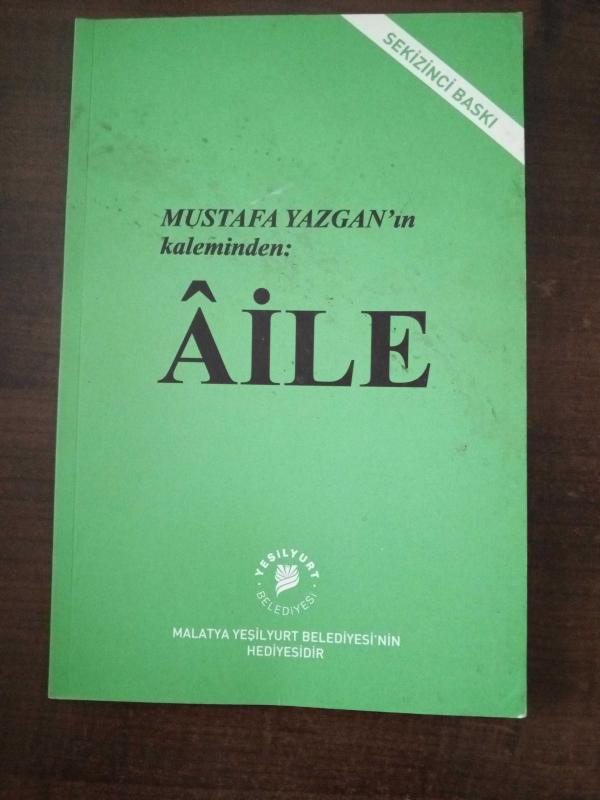 SEKİZİNCİ BASKI
MUSTAFA YAZGAN'ın
kaleminden:
ÂİLE
YEŞİLYURT
BELEDİYESİ
MALATYA YEŞİLYURT BELEDİYESİ'NİN
HEDİYESİDİR